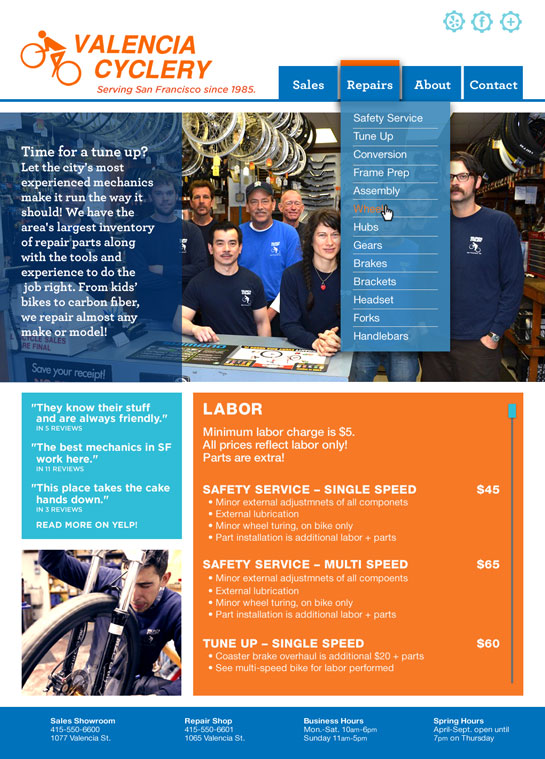 VALENCIA
CYCLERY
Serving San Francisco since 1985.
Sales
Repairs
About
Contact
Safety Service
Tune Up
Conversion
Frame Prep
Assembly
Hubs
Gears
Brakes
Brackets
Headset
Forks
Handlebars
Time for a tune up?
Let the city's most
experienced mechanics
make it run the way it
should! We have the
area's largest inventory
of repair parts along
with the tools and
experience to do the
job right. From kids'
bikes to carbon fiber,
we repair almost any
make or model!
CYCLE SALES
ARE FINAL
Save your receipt!
"They know their stuff
and are always friendly."
IN 5 REVIEWS
"The best mechanics in SF
work here."
IN 11 REVIEWS
"This place takes the cake
hands down."
IN 3 REVIEWS
READ MORE ON YELP!
LABOR
Minimum labor charge is $5.
All prices reflect labor only!
Parts are extra!
SAFETY SERVICE – SINGLE SPEED $45
• Minor external adjustmnets of all componets
• External lubrication
• Minor wheel turing, on bike only
• Part installation is additional labor + parts
SAFETY SERVICE – MULTI SPEED $65
• Minor external adjustmnets of all compoents
• External lubrication
• Minor wheel turing, on bike only
• Part installation is additional labor + parts
TUNE UP – SINGLE SPEED $60
• Coaster brake overhaul is additional $20 + parts
• See multi-speed bike for labor performed
Sales Showroom
415-550-6600
1077 Valencia St.
Repair Shop
415-550-6601
1065 Valencia St.
Business Hours
Mon.-Sat. 10am-6pm
Sunday 11am-5pm
Spring Hours
April-Sept. open until
7pm on Thursday